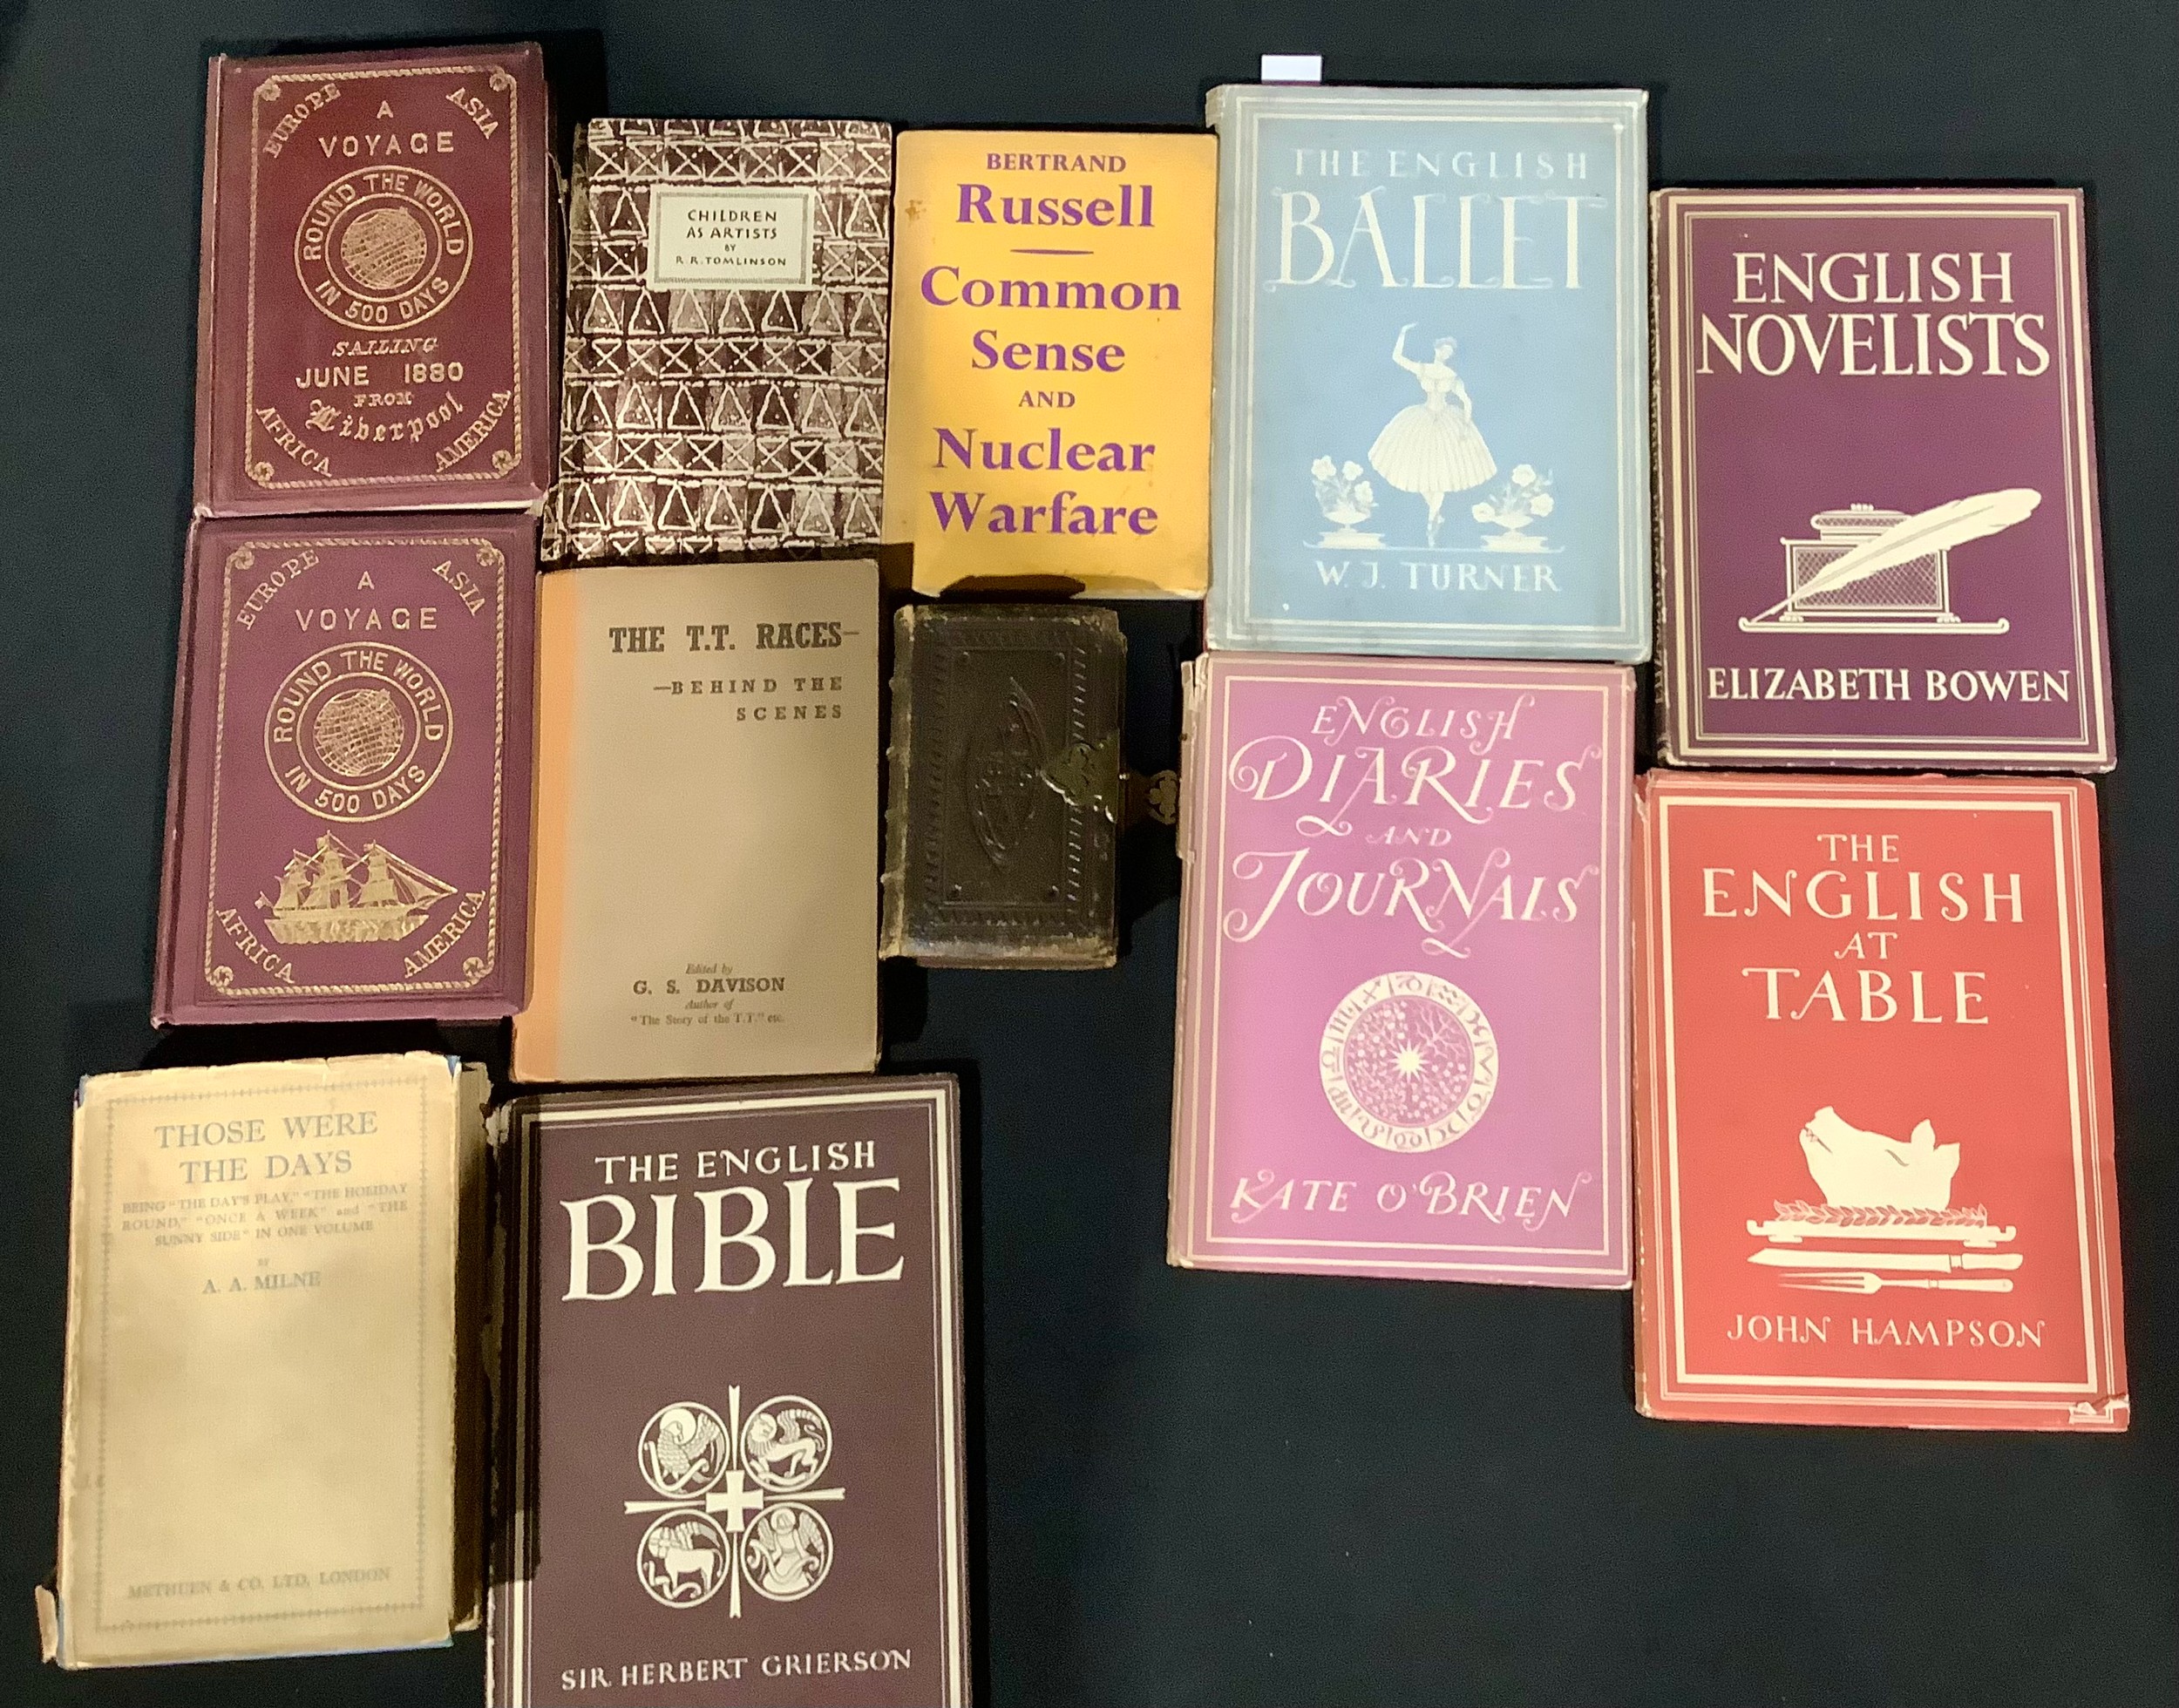 EUROPE
ASIA
A
VOYAGE
ROUND THE WORLD
IN 500 DAYS
SAILING
JUNE 1880
FROM
Liverpool
AFRICA
AMERICA
CHILDREN
AS ARTISTS
BY
R. R. TOMLINSON
BERTRAND
Russell
Common
Sense
AND
Nuclear
Warfare
THE ENGLISH
BALLET
W. J. TURNER
ENGLISH
NOVELISTS
ELIZABETH BOWEN
EUROPE
ASIA
A
VOYAGE
ROUND THE WORLD
IN 500 DAYS
AFRICA
AMERICA
THE T.T. RACES—
—BEHIND THE
SCENES
Edited by
G. S. DAVISON
Author of
"The Story of the T.T." etc.
ENGLISH
DIARIES
AND
JOURNALS
KATE O'BRIEN
THE
ENGLISH
AT
TABLE
JOHN HAMPSON
THOSE WERE
THE DAYS
BEING "THE DAY'S PLAY," "THE HOLIDAY
ROUND," "ONCE A WEEK" and "THE
SUNNY SIDE" IN ONE VOLUME
BY
A. A. MILNE
METHUEN & CO. LTD, LONDON
THE ENGLISH
BIBLE
SIR HERBERT GRIERSON